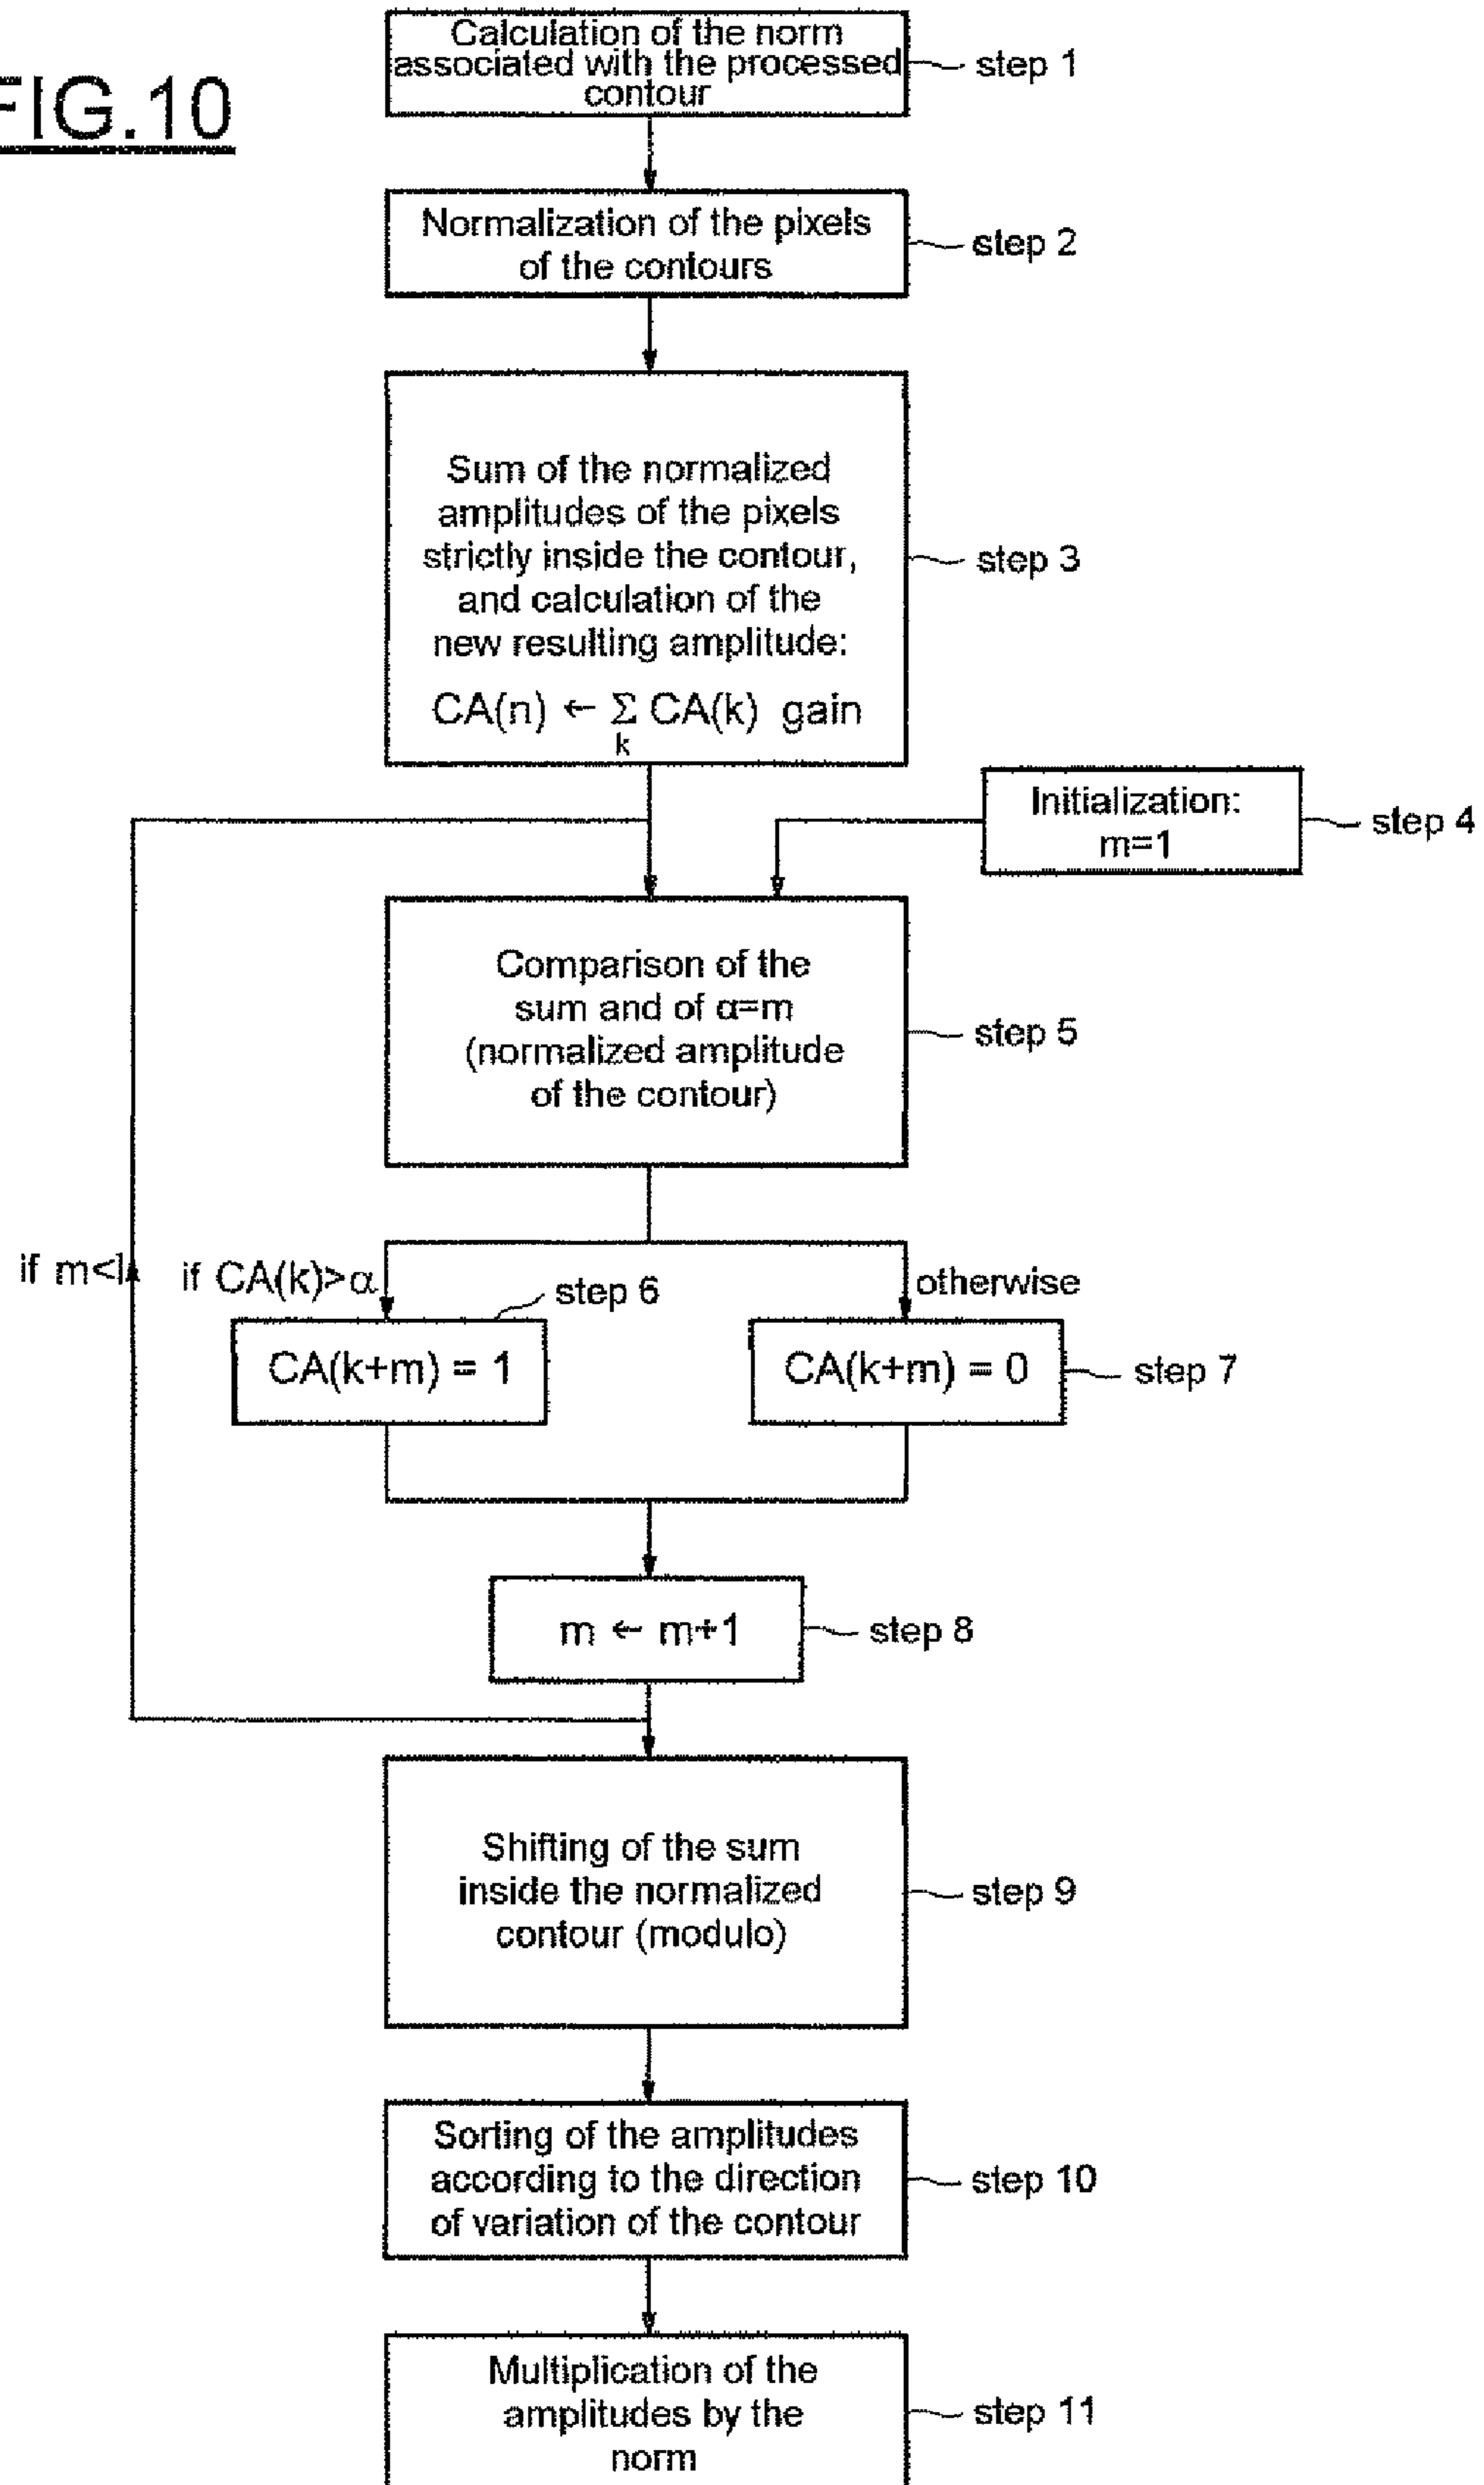 FIG.10
Calculation of the norm
associated with the processed
contour
step 1
Normalization of the pixels
of the contours
step 2
Sum of the normalized
amplitudes of the pixels
strictly inside the contour,
and calculation of the
new resulting amplitude:
CA(n) ← Σ CA(k) gain
k
step 3
Initialization:
m=1
step 4
Comparison of the
sum and of α=m
(normalized amplitude
of the contour)
step 5
if m<l
if CA(k)>α
otherwise
step 6
CA(k+m) = 1
CA(k+m) = 0
step 7
m ← m+1
step 8
Shifting of the sum
inside the normalized
contour (modulo)
step 9
Sorting of the amplitudes
according to the direction
of variation of the contour
step 10
Multiplication of the
amplitudes by the
norm
step 11